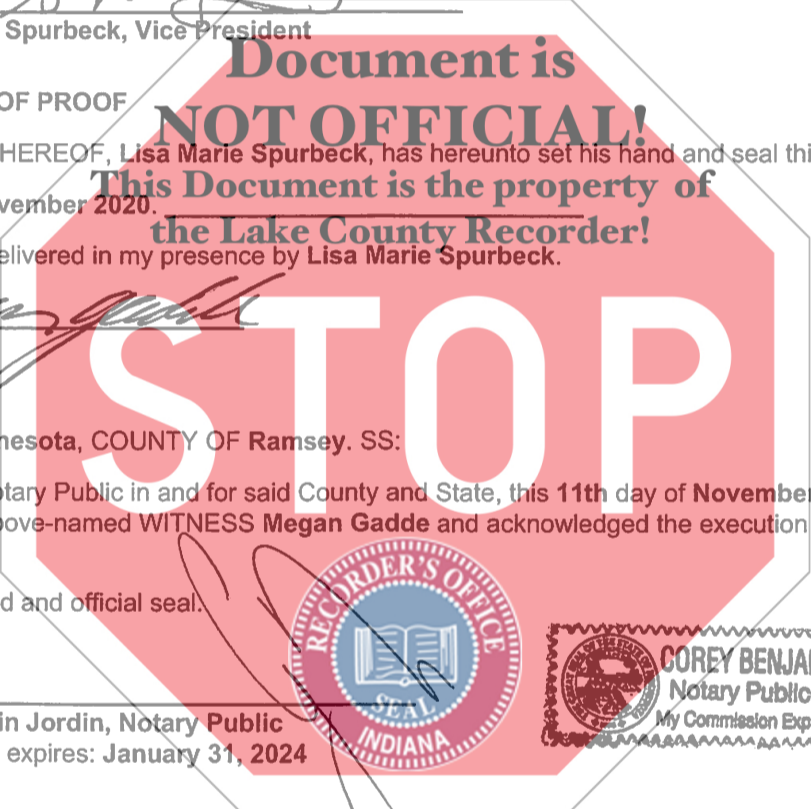 Spurbeck, Vice President
Document is
OF PROOF
NOT OFFICIAL!
HEREOF, Lisa Marie Spurbeck, has hereunto set his hand and seal thi
This Document is the property of
vember 2020.
the Lake County Recorder!
elivered in my presence by Lisa Marie Spurbeck.
STOP
nesota, COUNTY OF Ramsey. SS:
otary Public in and for said County and State, this 11th day of November
ove-named WITNESS Megan Gadde and acknowledged the execution
RECORDER'S OFFICE
SEAL
INDIANA
d and official seal.
COREY BENJA
Notary Public
My Commission Exp
in Jordin, Notary Public
expires: January 31, 2024